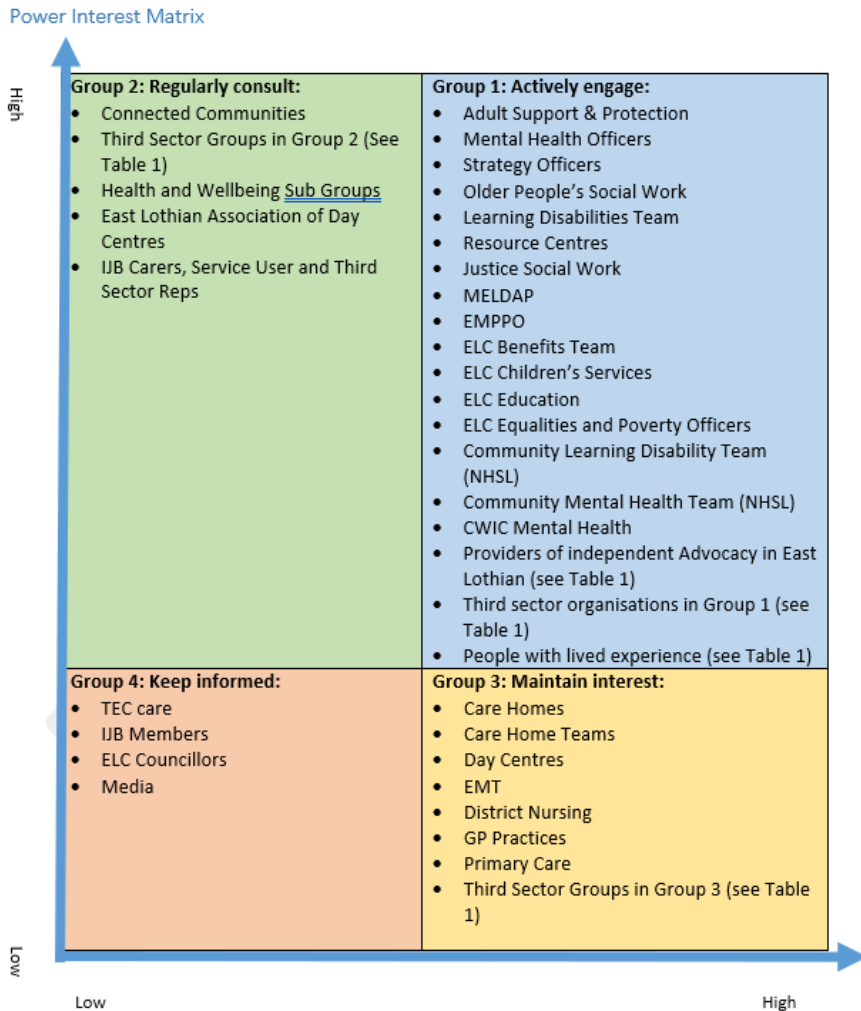 Power Interest Matrix
High
Group 2: Regularly consult:
• Connected Communities
• Third Sector Groups in Group 2 (See
Table 1)
• Health and Wellbeing Sub Groups
• East Lothian Association of Day
Centres
• IJB Carers, Service User and Third
Sector Reps
Group 1: Actively engage:
• Adult Support & Protection
• Mental Health Officers
• Strategy Officers
• Older People's Social Work
• Learning Disabilities Team
• Resource Centres
• Justice Social Work
• MELDAP
• EMPPO
• ELC Benefits Team
• ELC Children's Services
• ELC Education
• ELC Equalities and Poverty Officers
• Community Learning Disability Team
(NHSL)
• Community Mental Health Team (NHSL)
• CWIC Mental Health
• Providers of independent Advocacy in East
Lothian (see Table 1)
• Third sector organisations in Group 1 (see
Table 1)
• People with lived experience (see Table 1)
Group 4: Keep informed:
• TEC care
• IJB Members
• ELC Councillors
• Media
Group 3: Maintain interest:
• Care Homes
• Care Home Teams
• Day Centres
• EMT
• District Nursing
• GP Practices
• Primary Care
• Third Sector Groups in Group 3 (see Table
1)
Low
Low
High